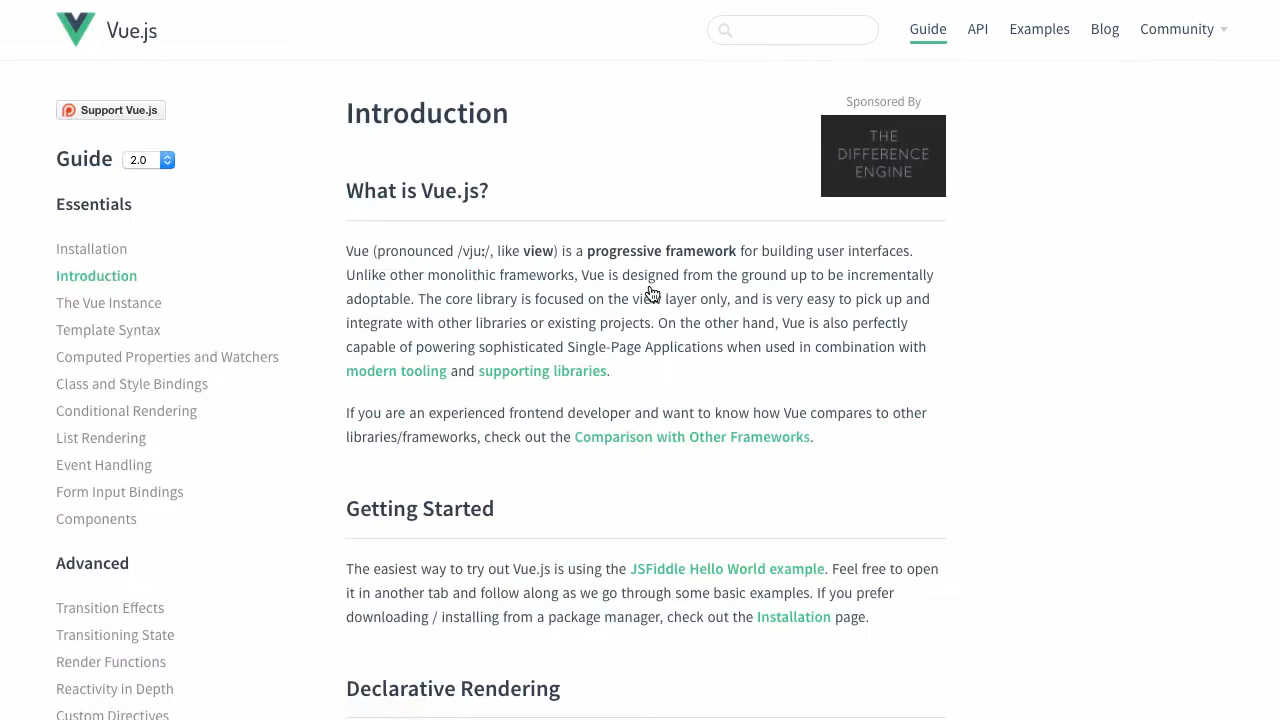 Vue.js
Guide
API
Examples
Blog
Community
Support Vue.js
Guide 2.0
Essentials
Installation
Introduction
The Vue Instance
Template Syntax
Computed Properties and Watchers
Class and Style Bindings
Conditional Rendering
List Rendering
Event Handling
Form Input Bindings
Components
Advanced
Transition Effects
Transitioning State
Render Functions
Reactivity in Depth
Custom Directives
Introduction
Sponsored By
THE
DIFFERENCE
ENGINE
What is Vue.js?
Vue (pronounced /vjuː/, like view) is a progressive framework for building user interfaces.
Unlike other monolithic frameworks, Vue is designed from the ground up to be incrementally
adoptable. The core library is focused on the view layer only, and is very easy to pick up and
integrate with other libraries or existing projects. On the other hand, Vue is also perfectly
capable of powering sophisticated Single-Page Applications when used in combination with
modern tooling and supporting libraries.
If you are an experienced frontend developer and want to know how Vue compares to other
libraries/frameworks, check out the Comparison with Other Frameworks.
Getting Started
The easiest way to try out Vue.js is using the JSFiddle Hello World example. Feel free to open
it in another tab and follow along as we go through some basic examples. If you prefer
downloading / installing from a package manager, check out the Installation page.
Declarative Rendering